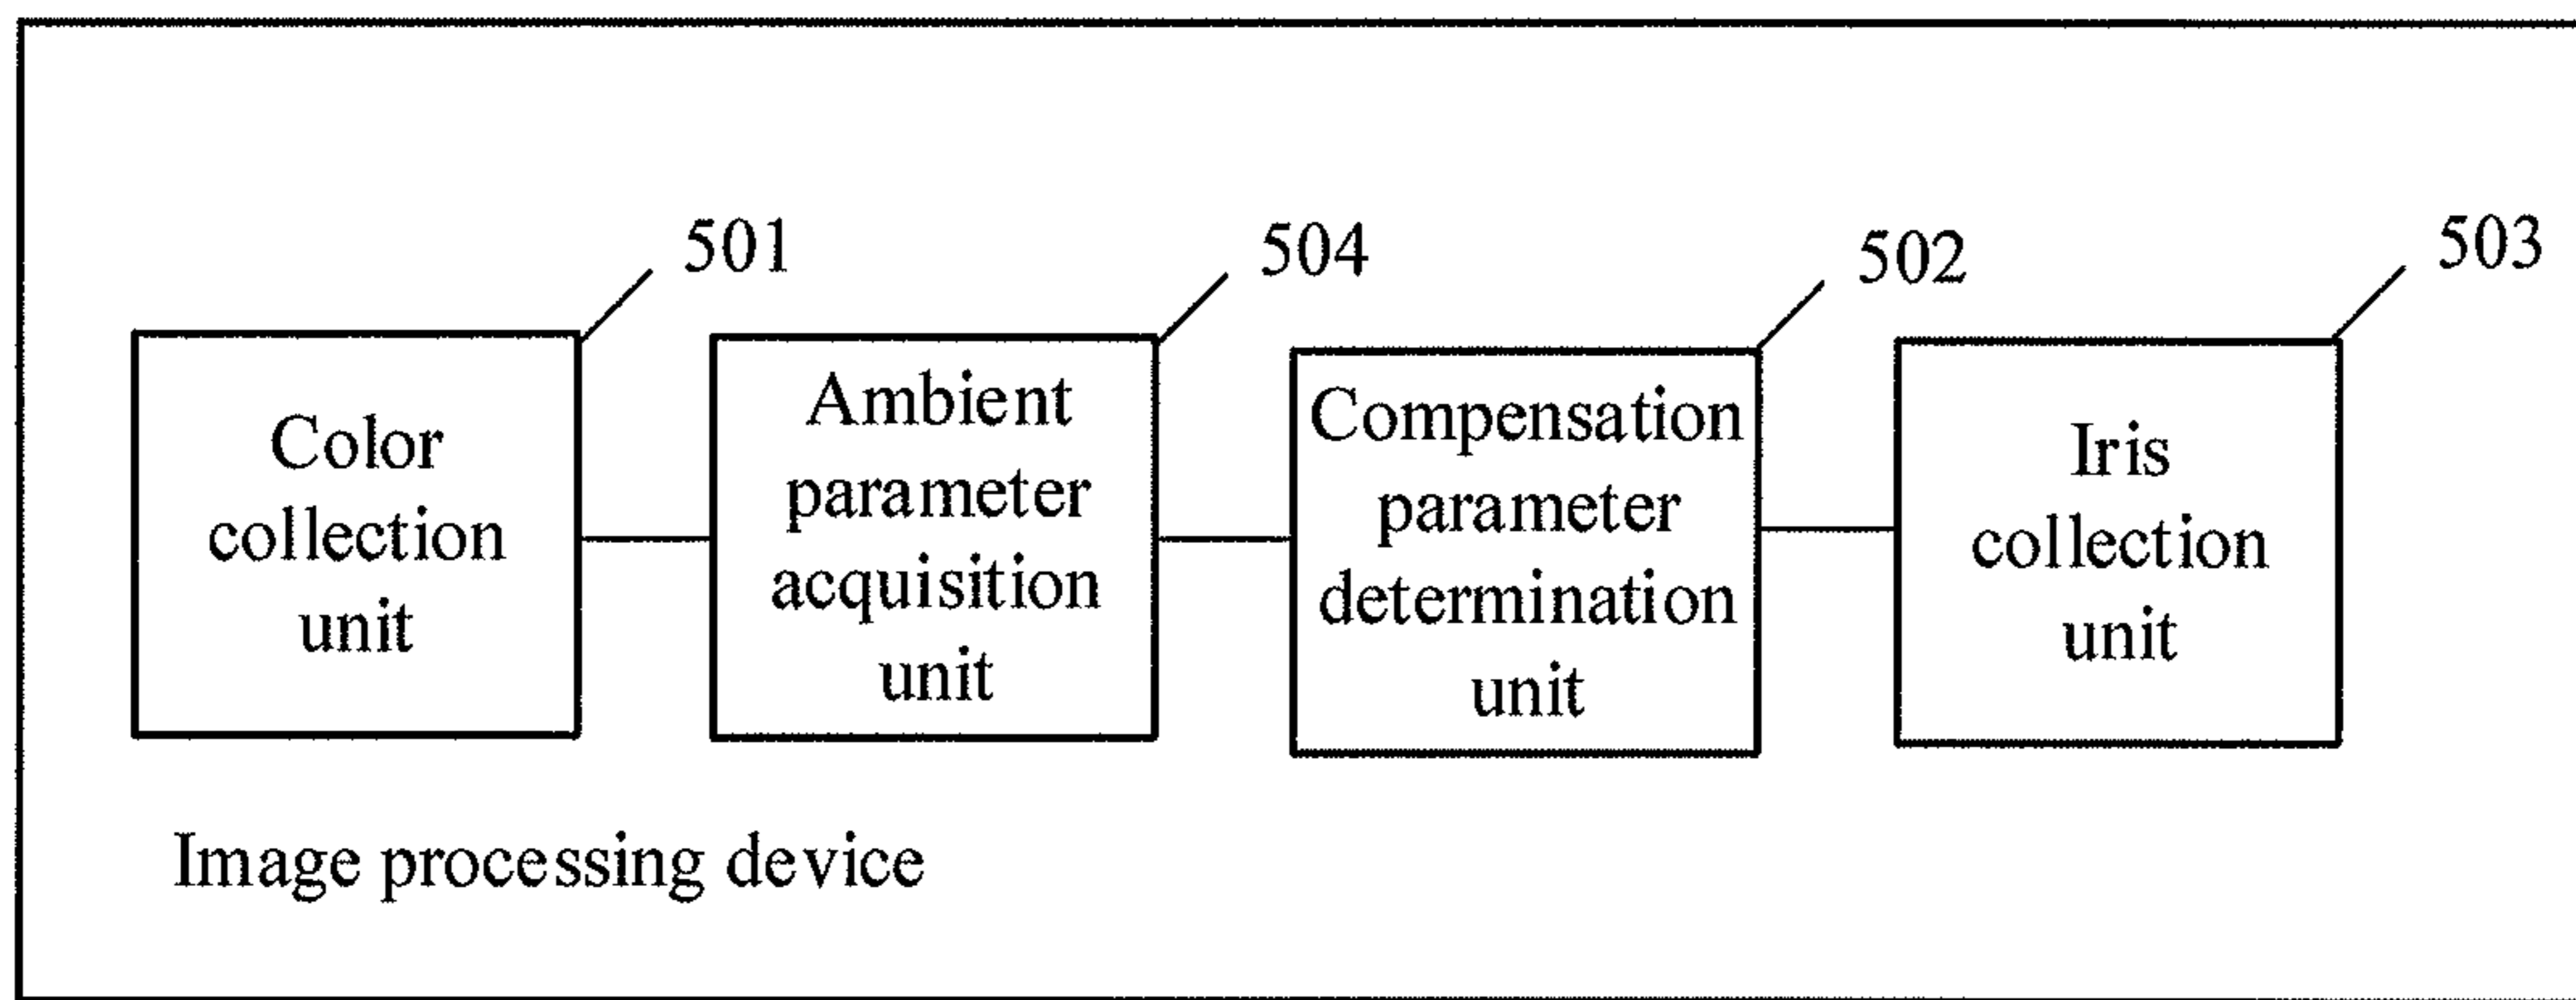 501
504
502
503
Color
collection
unit
Ambient
parameter
acquisition
unit
Compensation
parameter
determination
unit
Iris
collection
unit
Image processing device